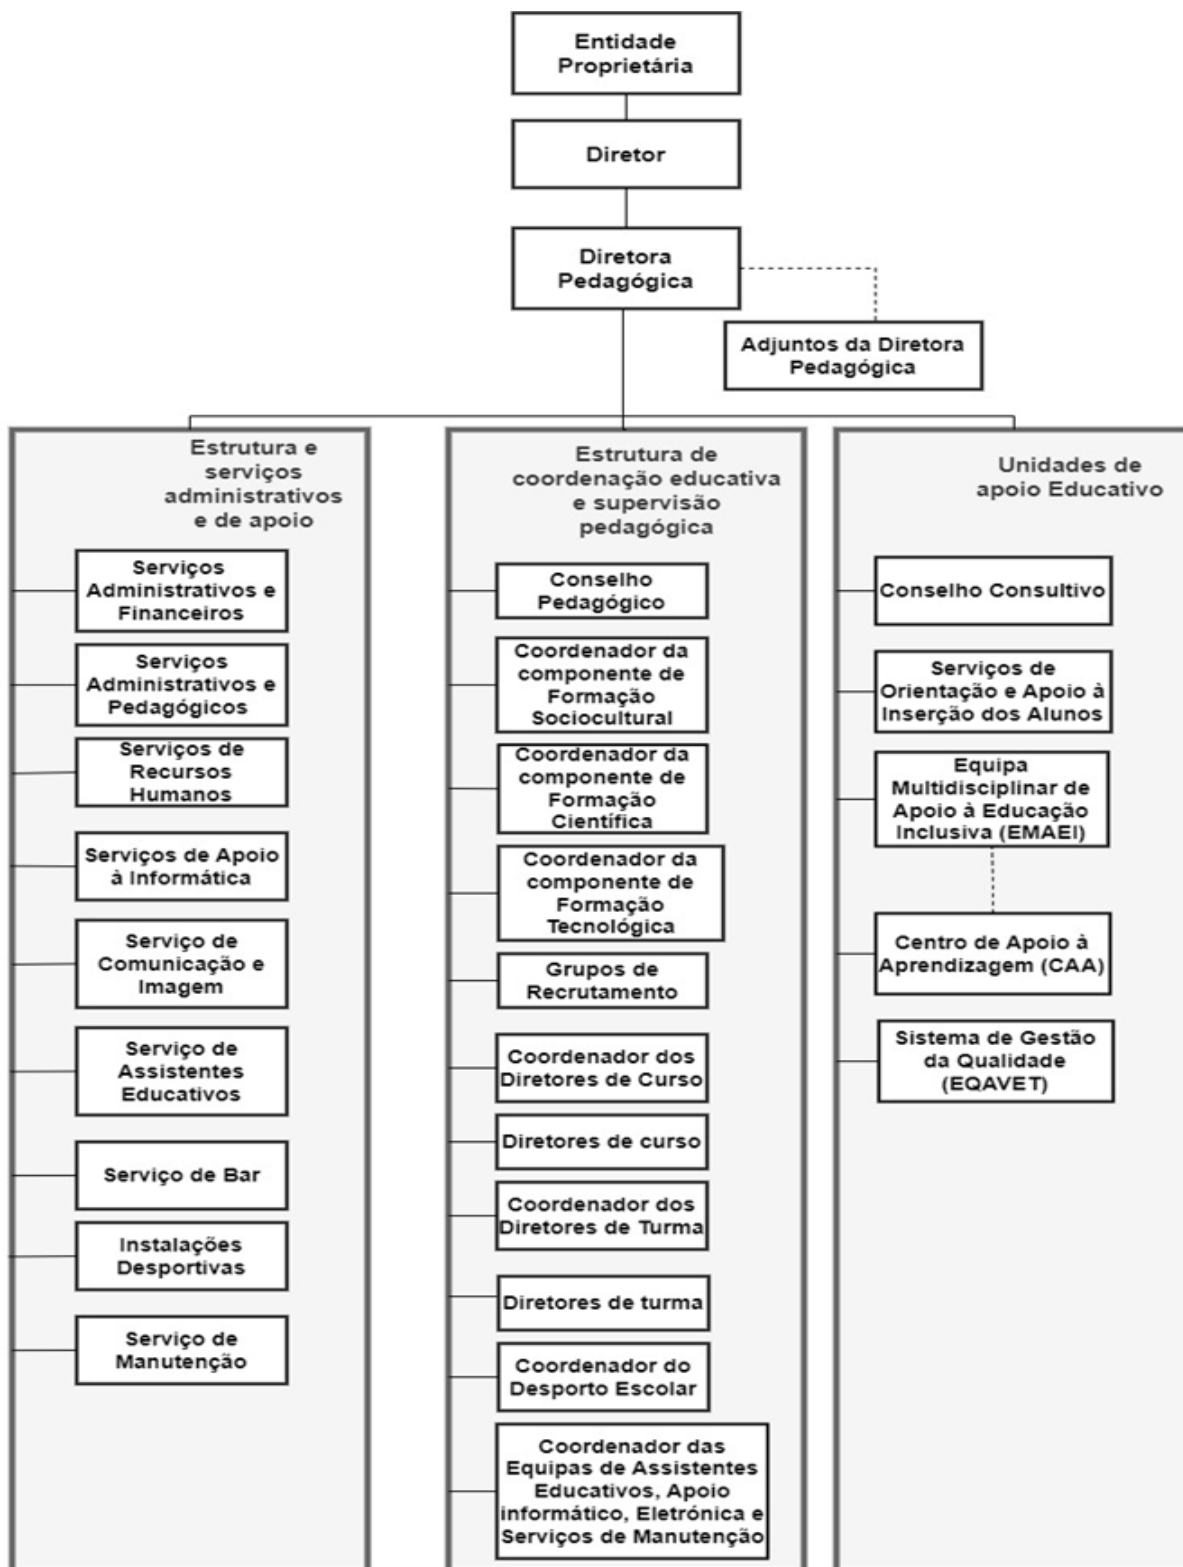 Entidade
Proprietária
Diretor
Diretora
Pedagógica
Adjuntos da Diretora
Pedagógica
Estrutura e
serviços
administrativos
e de apoio
Serviços
Administrativos e
Financeiros
Serviços
Administrativos e
Pedagógicos
Serviços de
Recursos
Humanos
Serviços de Apoio
à Informática
Serviço de
Comunicação e
Imagem
Serviço de
Assistentes
Educativos
Serviço de Bar
Instalações
Desportivas
Serviço de
Manutenção
Estrutura de
coordenação educativa
e supervisão
pedagógica
Conselho
Pedagógico
Coordenador da
componente de
Formação
Sociocultural
Coordenador da
componente de
Formação
Científica
Coordenador da
componente de
Formação
Tecnológica
Grupos de
Recrutamento
Coordenador dos
Diretores de Curso
Diretores de curso
Coordenador dos
Diretores de Turma
Diretores de turma
Coordenador do
Desporto Escolar
Coordenador das
Equipas de Assistentes
Educativos, Apoio
informático, Eletrónica e
Serviços de Manutenção
Unidades de
apoio Educativo
Conselho Consultivo
Serviços de
Orientação e Apoio à
Inserção dos Alunos
Equipa
Multidisciplinar de
Apoio à Educação
Inclusiva (EMAEI)
Centro de Apoio à
Aprendizagem (CAA)
Sistema de Gestão
da Qualidade
(EQAVET)